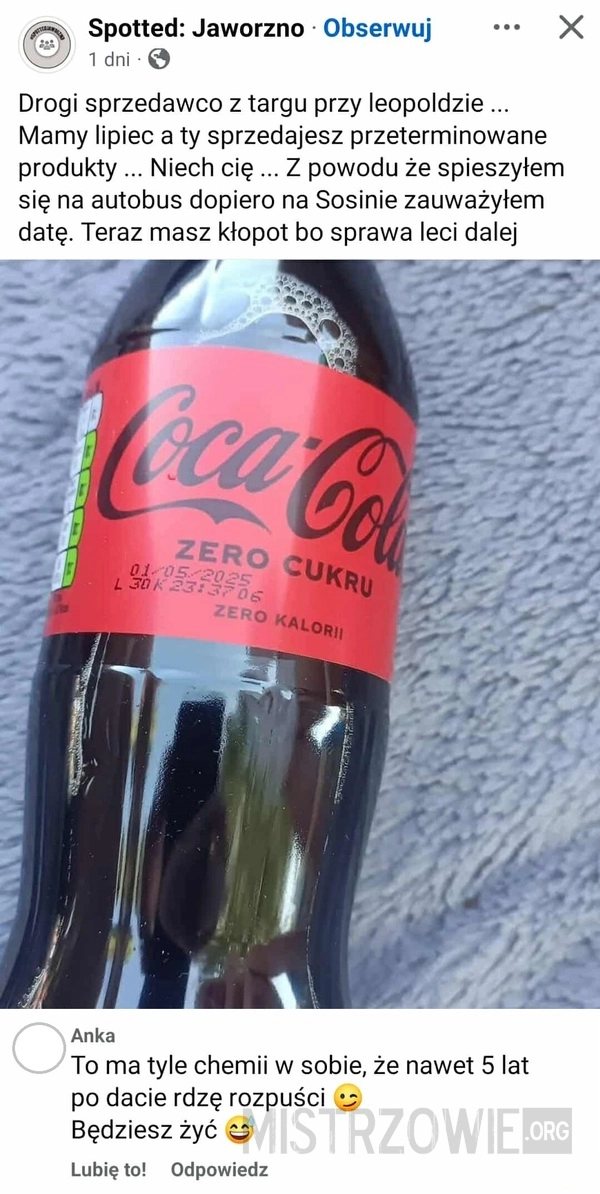 Spotted: Jaworzno · Obserwuj
1 dni ·
Drogi sprzedawco z targu przy leopoldzie ...
Mamy lipiec a ty sprzedajesz przeterminowane
produkty ... Niech cię ... Z powodu że spieszyłem
się na autobus dopiero na Sosinie zauważyłem
datę. Teraz masz kłopot bo sprawa leci dalej
Coca-Cola
ZERO CUKRU
01/05/2025
L 30K 23:37 06
ZERO KALORII
Anka
To ma tyle chemii w sobie, że nawet 5 lat
po dacie rdzę rozpuści 😉
Będziesz żyć 😅
MISTRZOWIE.ORG
Lubię to! Odpowiedz